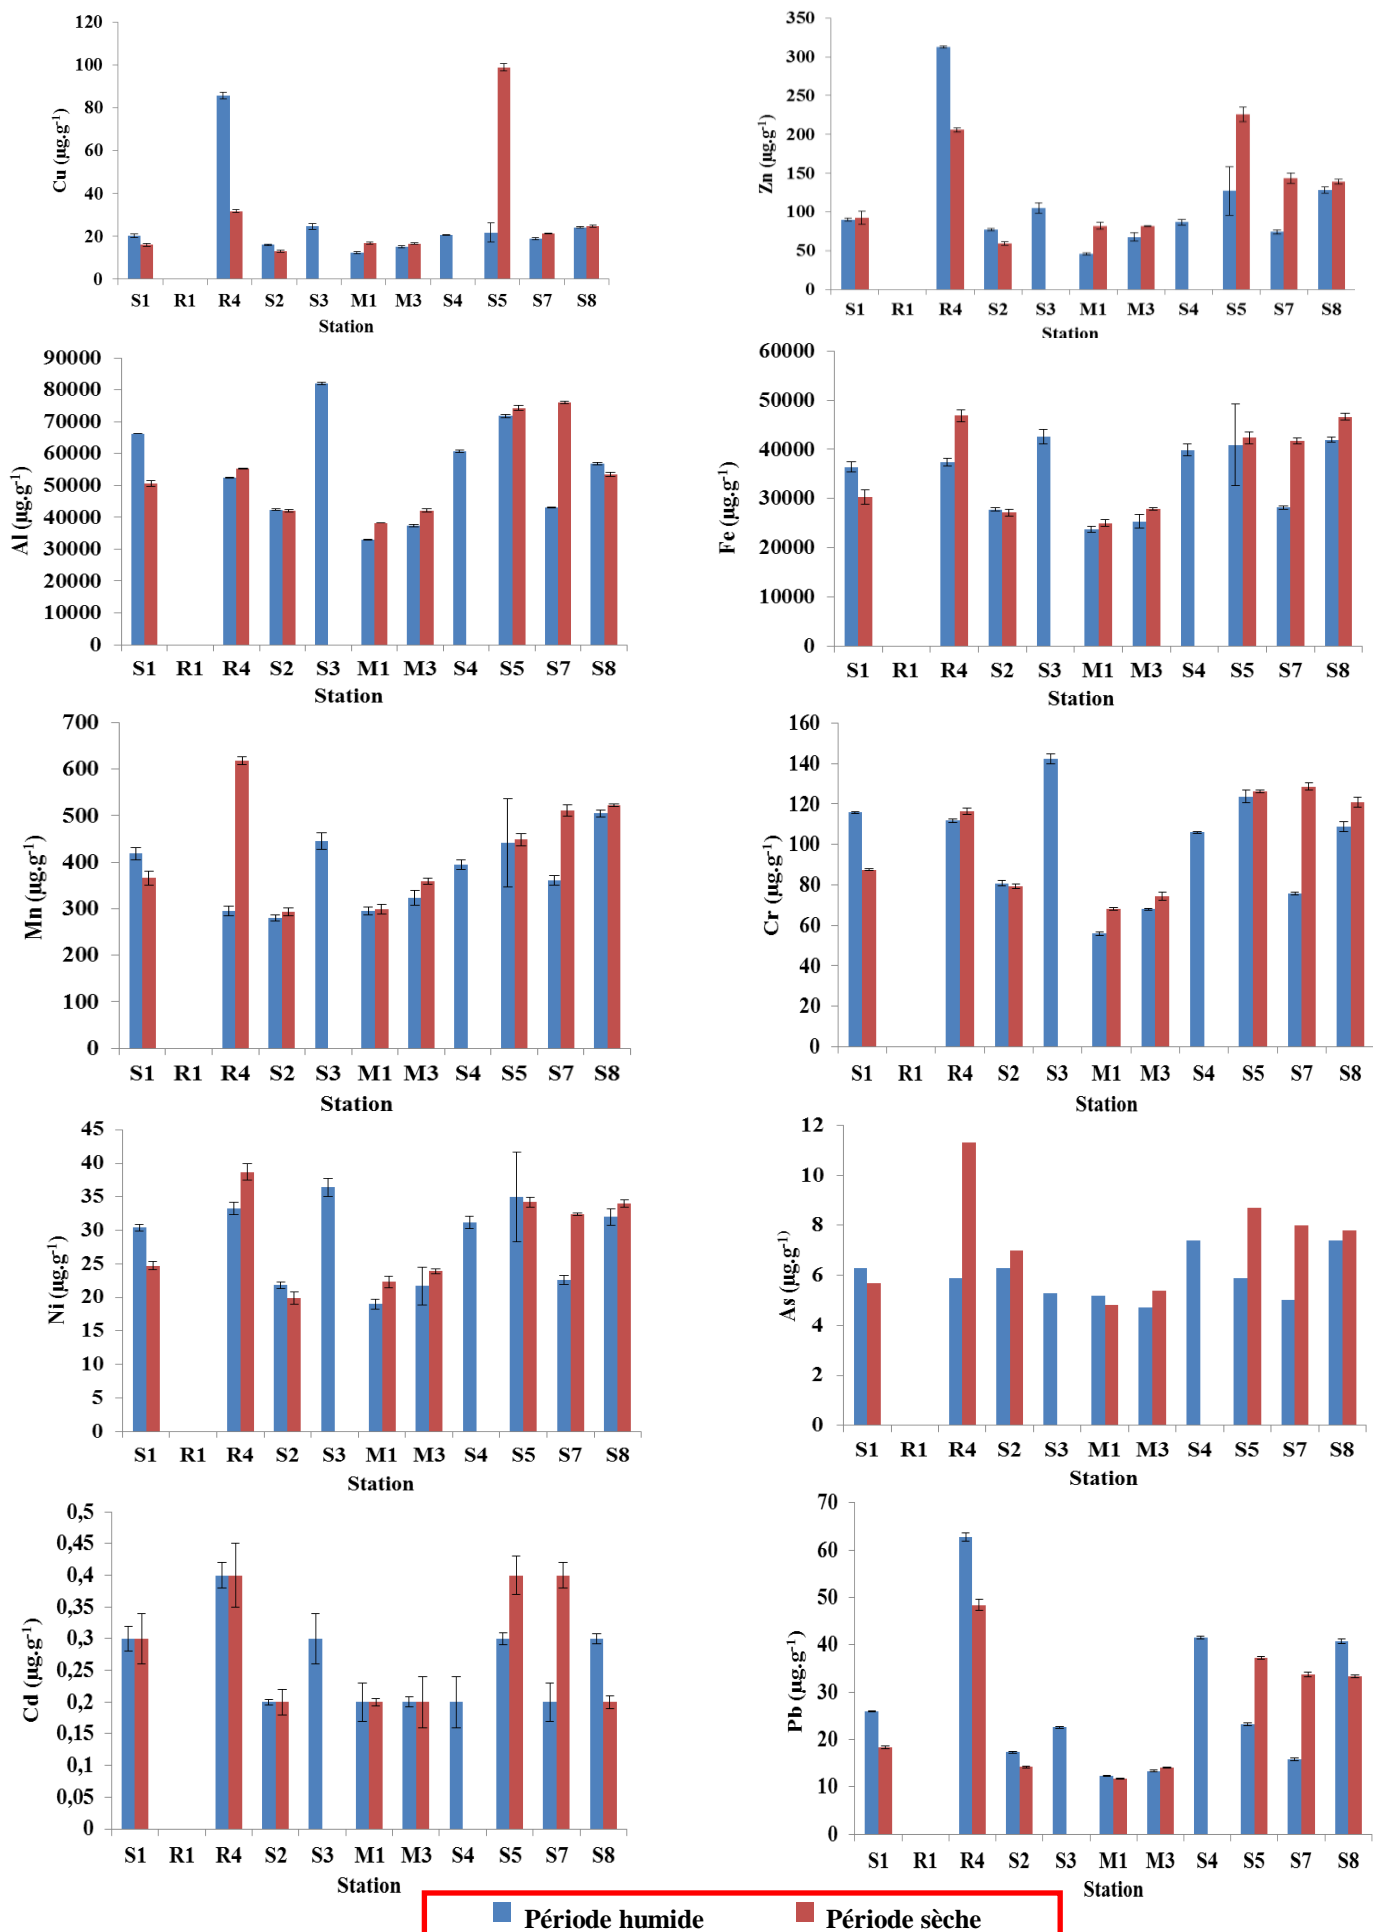 Cu (µg.g-1)
120
100
80
60
40
20
0
S1 R1 R4 S2 S3 M1 M3 S4 S5 S7 S8
Station
Zn (µg.g-1)
350
300
250
200
150
100
50
0
S1 R1 R4 S2 S3 M1 M3 S4 S5 S7 S8
Station
Al (µg.g-1)
90000
80000
70000
60000
50000
40000
30000
20000
10000
0
S1 R1 R4 S2 S3 M1 M3 S4 S5 S7 S8
Station
Fe (µg.g-1)
60000
50000
40000
30000
20000
10000
0
S1 R1 R4 S2 S3 M1 M3 S4 S5 S7 S8
Station
Mn (µg.g-1)
700
600
500
400
300
200
100
0
S1 R1 R4 S2 S3 M1 M3 S4 S5 S7 S8
Station
Cr (µg.g-1)
160
140
120
100
80
60
40
20
0
S1 R1 R4 S2 S3 M1 M3 S4 S5 S7 S8
Station
Ni (µg.g-1)
45
40
35
30
25
20
15
10
5
0
S1 R1 R4 S2 S3 M1 M3 S4 S5 S7 S8
Station
As (µg.g-1)
12
10
8
6
4
2
0
S1 R1 R4 S2 S3 M1 M3 S4 S5 S7 S8
Station
Cd (µg.g-1)
0,5
0,45
0,4
0,35
0,3
0,25
0,2
0,15
0,1
0,05
0
S1 R1 R4 S2 S3 M1 M3 S4 S5 S7 S8
Station
Pb (µg.g-1)
70
60
50
40
30
20
10
0
S1 R1 R4 S2 S3 M1 M3 S4 S5 S7 S8
Station
Période humide Période sèche